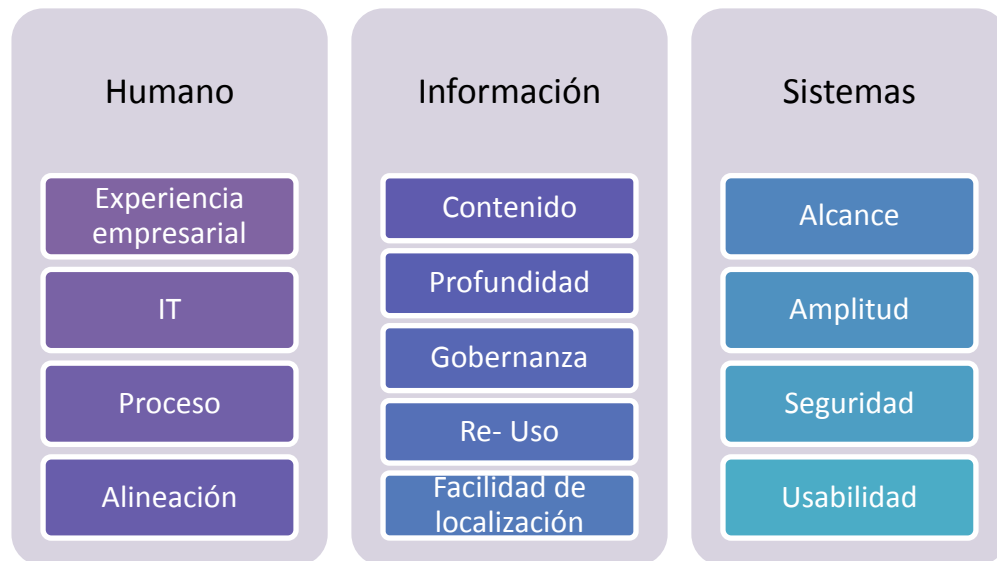 Humano
Experiencia
empresarial
IT
Proceso
Alineación
Información
Contenido
Profundidad
Gobernanza
Re- Uso
Facilidad de
localización
Sistemas
Alcance
Amplitud
Seguridad
Usabilidad